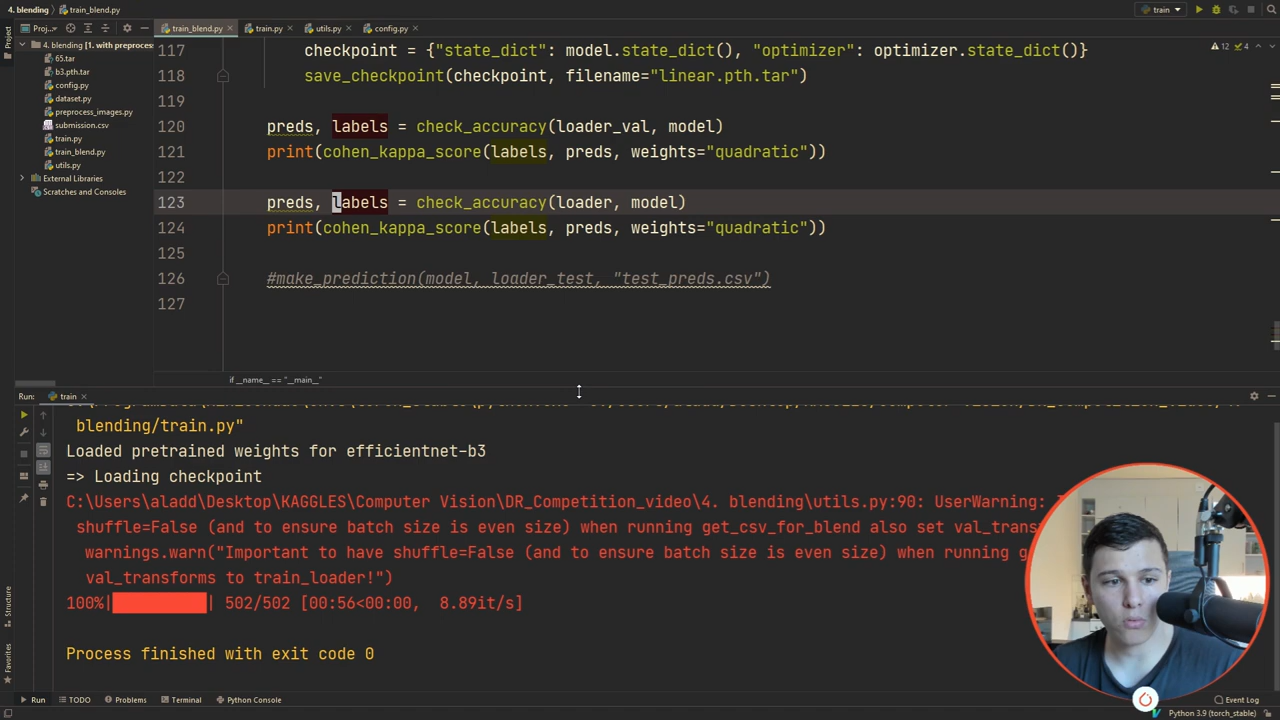 4. blending
train_blend.py
train
Proj...
train_blend.py
train.py
utils.py
config.py
Project
4. blending [1. with preprocess
65.tar
b3.pth.tar
config.py
dataset.py
preprocess_images.py
submission.csv
train.py
train_blend.py
utils.py
External Libraries
Scratches and Consoles
12 4
117 checkpoint = {"state_dict": model.state_dict(), "optimizer": optimizer.state_dict()}
118 save_checkpoint(checkpoint, filename="linear.pth.tar")
119
120 preds, labels = check_accuracy(loader_val, model)
121 print(cohen_kappa_score(labels, preds, weights="quadratic"))
122
123 preds, labels = check_accuracy(loader, model)
124 print(cohen_kappa_score(labels, preds, weights="quadratic"))
125
126 #make_prediction(model, loader_test, "test_preds.csv")
127
if __name__ == "__main__"
Run: train
blending/train.py"
Loaded pretrained weights for efficientnet-b3
=> Loading checkpoint
C:\Users\aladd\Desktop\KAGGLES\Computer Vision\DR_Competition_video\4. blending\utils.py:90: UserWarning:
shuffle=False (and to ensure batch size is even size) when running get_csv_for_blend also set val_trans
warnings.warn("Important to have shuffle=False (and to ensure batch size is even size) when running g
val_transforms to train_loader!")
100%| | 502/502 [00:56<00:00, 8.89it/s]
Process finished with exit code 0
Structure
Favorites
Run
TODO
Problems
Terminal
Python Console
Event Log
Python 3.9 (torch_stable)